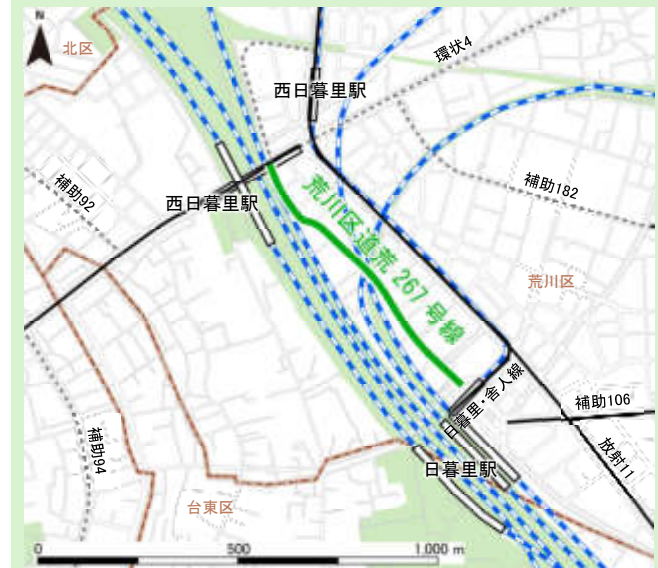 N
北区
環状4
西日暮里駅
補助92
西日暮里駅
補助182
荒川区道荒267号線
荒川区
日暮里・舎人線
補助106
補助94
放射11
日暮里駅
台東区
0
500
1,000 m